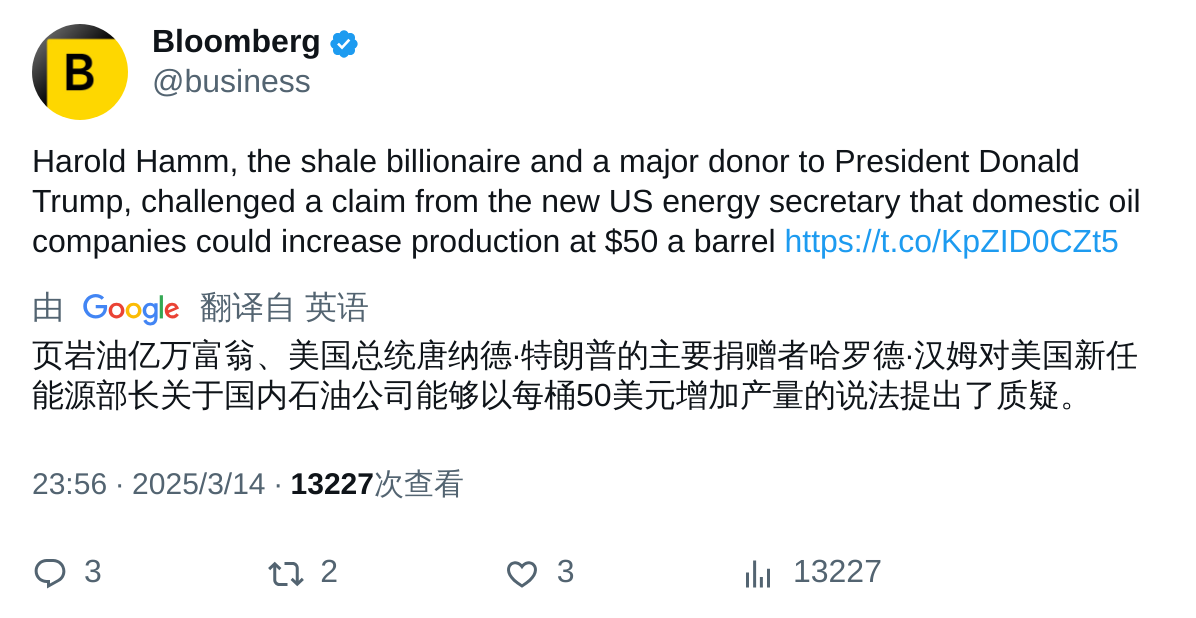 B
Bloomberg
@business
Harold Hamm, the shale billionaire and a major donor to President Donald
Trump, challenged a claim from the new US energy secretary that domestic oil
companies could increase production at $50 a barrel https://t.co/KpZID0CZt5
由 Google 翻译自 英语
页岩油亿万富翁、美国总统唐纳德·特朗普的主要捐赠者哈罗德·汉姆对美国新任
能源部长关于国内石油公司能够以每桶50美元增加产量的说法提出了质疑。
23:56 · 2025/3/14 · 13227次查看
3 2 3 13227